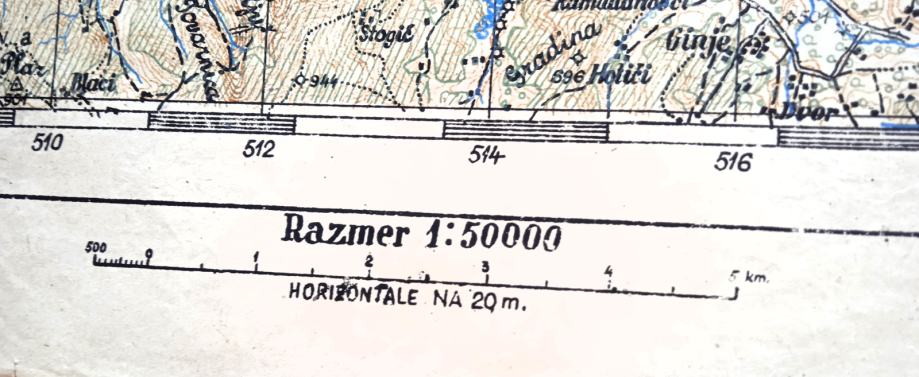 Stogić
Gradina
Ginje
Plaz
Blaci
944
596 Holići
Dvor
510 512 514 516
Razmer 1:50000
500 0 1 2 3 4 5 km.
HORIZONTALE NA 20 m.